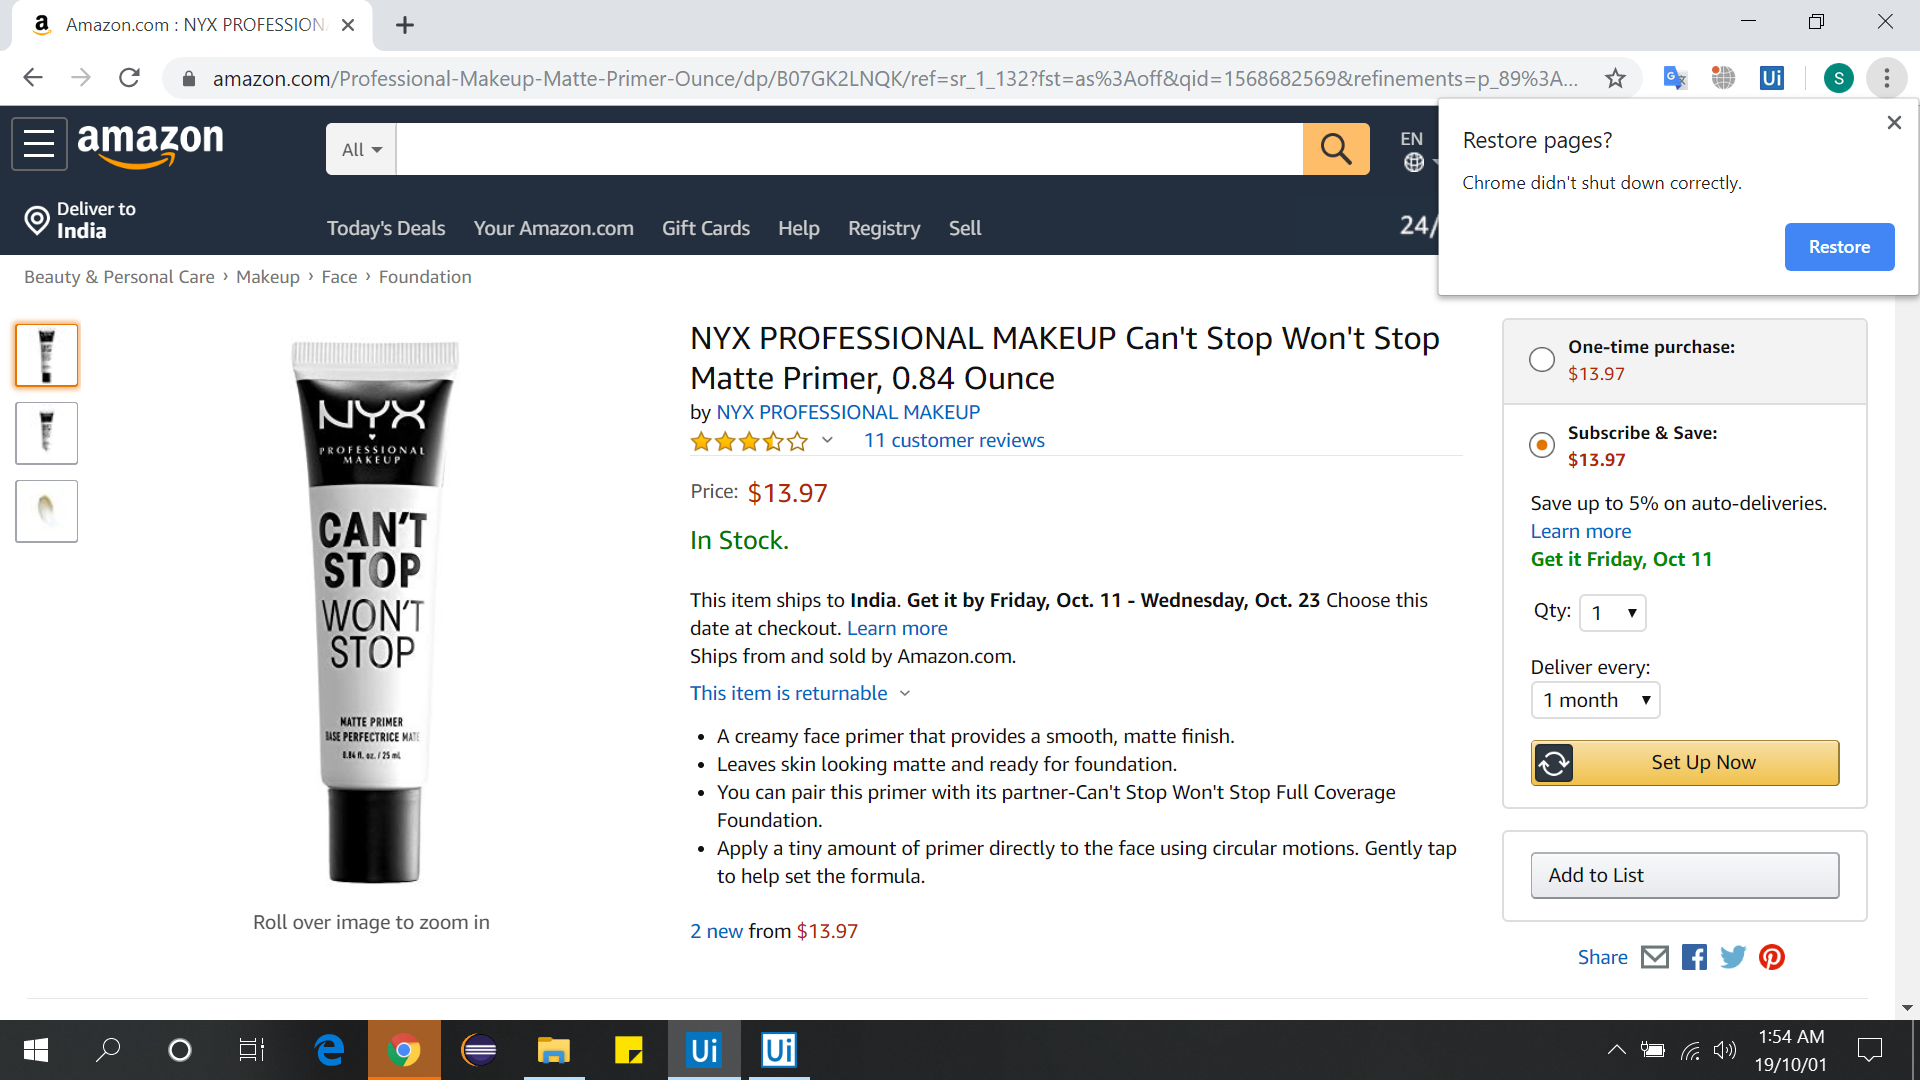 Amazon.com : NYX PROFESSION
amazon.com/Professional-Makeup-Matte-Primer-Ounce/dp/B07GK2LNQK/ref=sr_1_132?fst=as%3Aoff&qid=1568682569&refinements=p_89%3A...
S
Restore pages?
Chrome didn't shut down correctly.
Restore
amazon
All
EN
Deliver to
India
Today's Deals
Your Amazon.com
Gift Cards
Help
Registry
Sell
24/
Beauty & Personal Care › Makeup › Face › Foundation
NYX
PROFESSIONAL
MAKEUP
CAN'T
STOP
WON'T
STOP
MATTE PRIMER
BASE PERFECTRICE MATE
0.84 fl. oz. / 25 mL
Roll over image to zoom in
NYX PROFESSIONAL MAKEUP Can't Stop Won't Stop
Matte Primer, 0.84 Ounce
by NYX PROFESSIONAL MAKEUP
11 customer reviews
Price: $13.97
In Stock.
This item ships to India. Get it by Friday, Oct. 11 - Wednesday, Oct. 23 Choose this
date at checkout. Learn more
Ships from and sold by Amazon.com.
This item is returnable
• A creamy face primer that provides a smooth, matte finish.
• Leaves skin looking matte and ready for foundation.
• You can pair this primer with its partner-Can't Stop Won't Stop Full Coverage
Foundation.
• Apply a tiny amount of primer directly to the face using circular motions. Gently tap
to help set the formula.
2 new from $13.97
One-time purchase:
$13.97
Subscribe & Save:
$13.97
Save up to 5% on auto-deliveries.
Learn more
Get it Friday, Oct 11
Qty: 1
Deliver every:
1 month
Set Up Now
Add to List
Share
Ui
Ui
Ui
1:54 AM
19/10/01